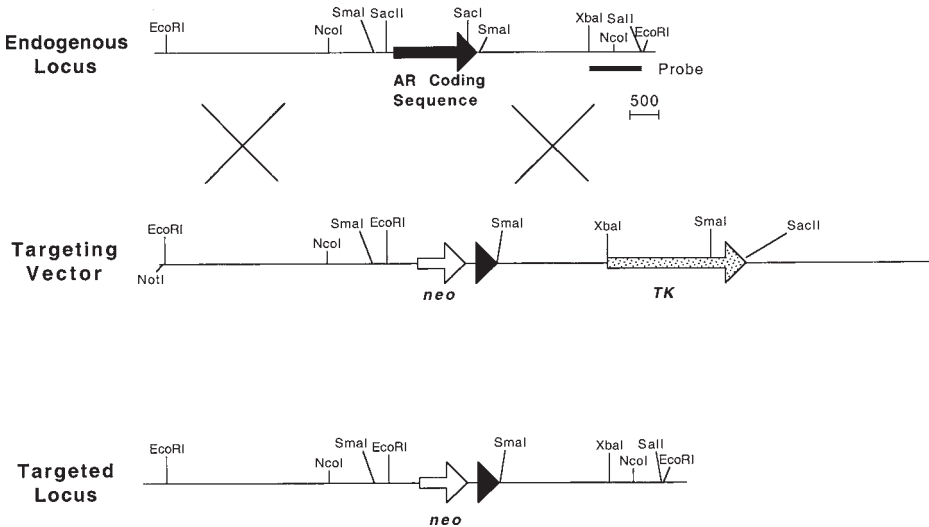 EcoRI
NcoI
SmaI
SacII
SacI
SmaI
XbaI
NcoI
SalI
EcoRI
Endogenous
Locus
AR Coding
Sequence
Probe
500
EcoRI
NotI
NcoI
SmaI
EcoRI
SmaI
XbaI
SmaI
SacII
Targeting
Vector
neo
TK
EcoRI
NcoI
SmaI
EcoRI
SmaI
XbaI
NcoI
SalI
EcoRI
Targeted
Locus
neo